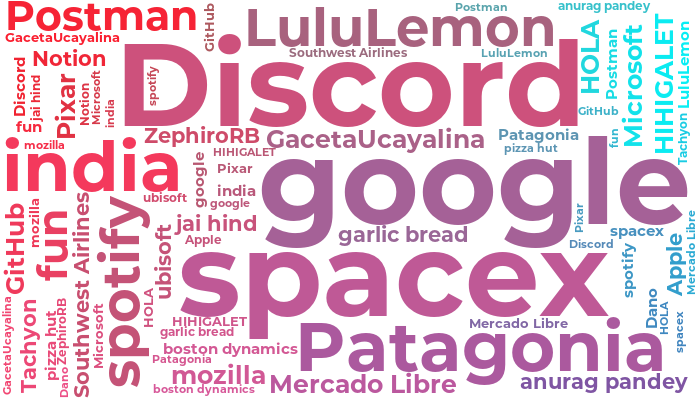 Postman
GacetaUcayalina
GitHub
LuluLemon
Postman
anurag pandey
Southwest Airlines
LuluLemon
HOLA
Postman
Microsoft
HIHIGALET
Tachyon LuluLemon
Notion
Discord
jai hind
fun
Pixar
Notion
Microsoft
india
spotify
Discord
GitHub
mozilla
ZephiroRB
GacetaUcayalina
Patagonia
pizza hut
fun
india
HIHIGALET
Pixar
google
india
google
ubisoft
google
GitHub
mozilla
fun
Southwest Airlines
spotify
ubisoft
jai hind
Apple
garlic bread
Pixar
spacex
Discord
spotify
Apple
Mercado Libre
spacex
Dano
HOLA
spacex
GacetaUcayalina
Tachyon
pizza hut
Dano
ZephiroRB
Microsoft
HOLA
HIHIGALET
garlic bread
Mercado Libre
Patagonia
boston dynamics
Patagonia
mozilla
boston dynamics
Mercado Libre
anurag pandey